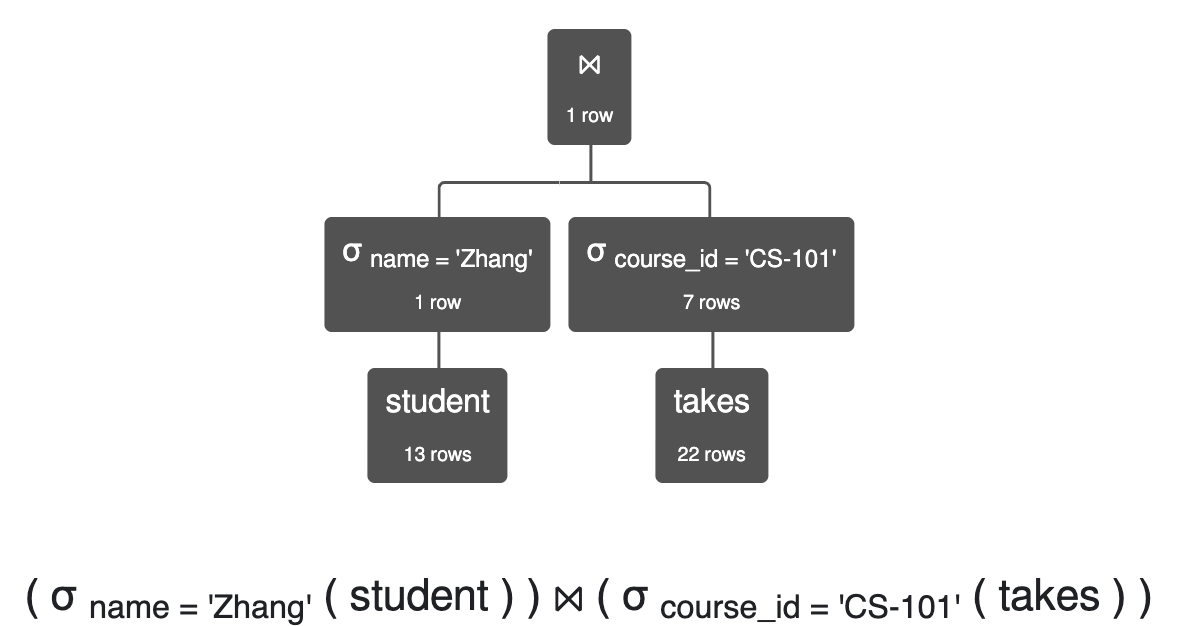 ⋈
1 row
σ name = 'Zhang'
1 row
σ course_id = 'CS-101'
7 rows
student
13 rows
takes
22 rows
( σ name = 'Zhang' ( student ) ) ⋈ ( σ course_id = 'CS-101' ( takes ) )